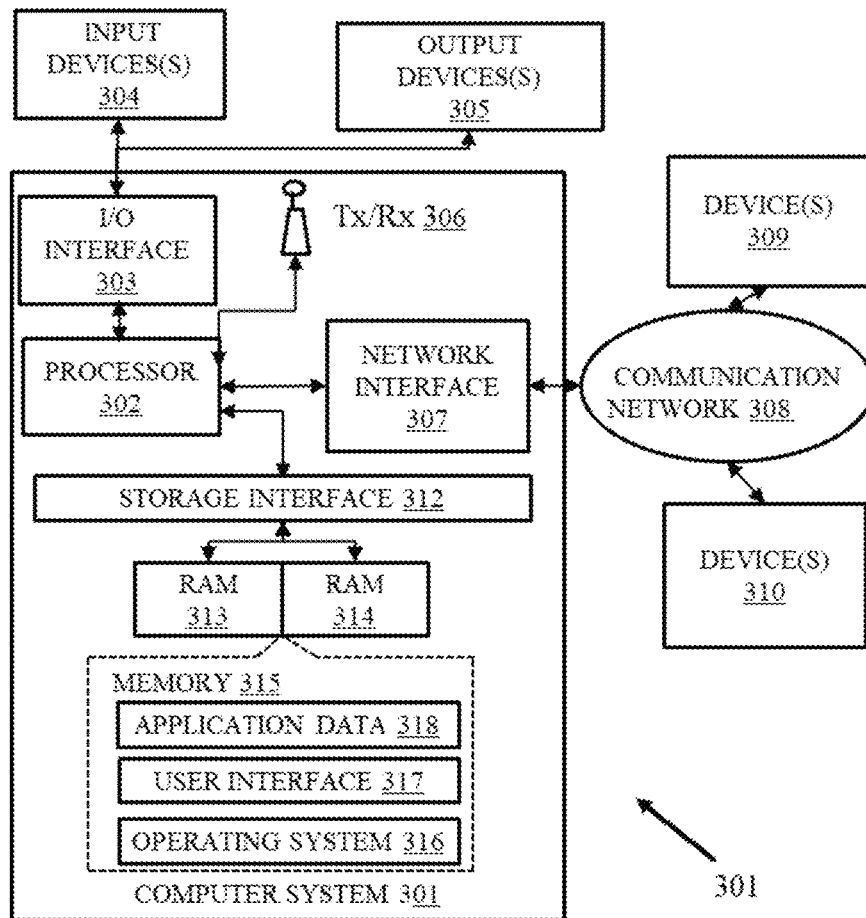 INPUT
DEVICES(S)
304
OUTPUT
DEVICES(S)
305
I/O
INTERFACE
303
Tx/Rx 306
DEVICE(S)
309
PROCESSOR
302
NETWORK
INTERFACE
307
COMMUNICATION
NETWORK 308
STORAGE INTERFACE 312
DEVICE(S)
310
RAM
313
RAM
314
MEMORY 315
APPLICATION DATA 318
USER INTERFACE 317
OPERATING SYSTEM 316
COMPUTER SYSTEM 301
301